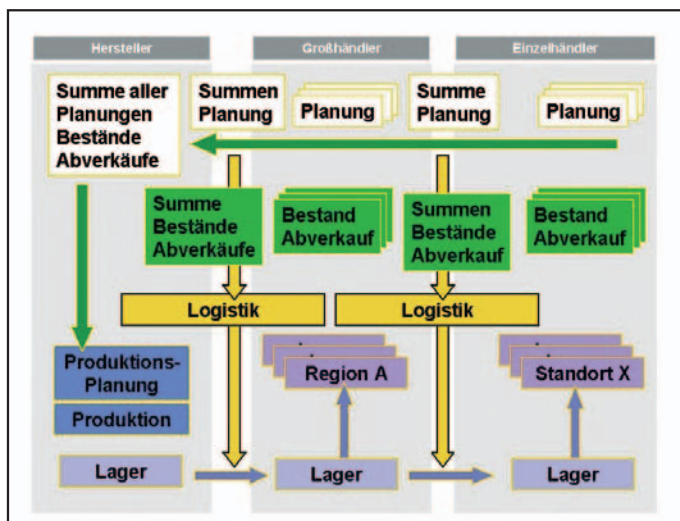 Hersteller
Großhändler
Einzelhändler
Summe aller
Planungen
Bestände
Abverkäufe
Summen
Planung
Planung
Summe
Planung
Planung
Summe
Bestände
Abverkäufe
Bestand
Abverkauf
Summen
Bestände
Abverkauf
Bestand
Abverkauf
Logistik
Logistik
Produktions-
Planung
Produktion
Region A
Standort X
Lager
Lager
Lager